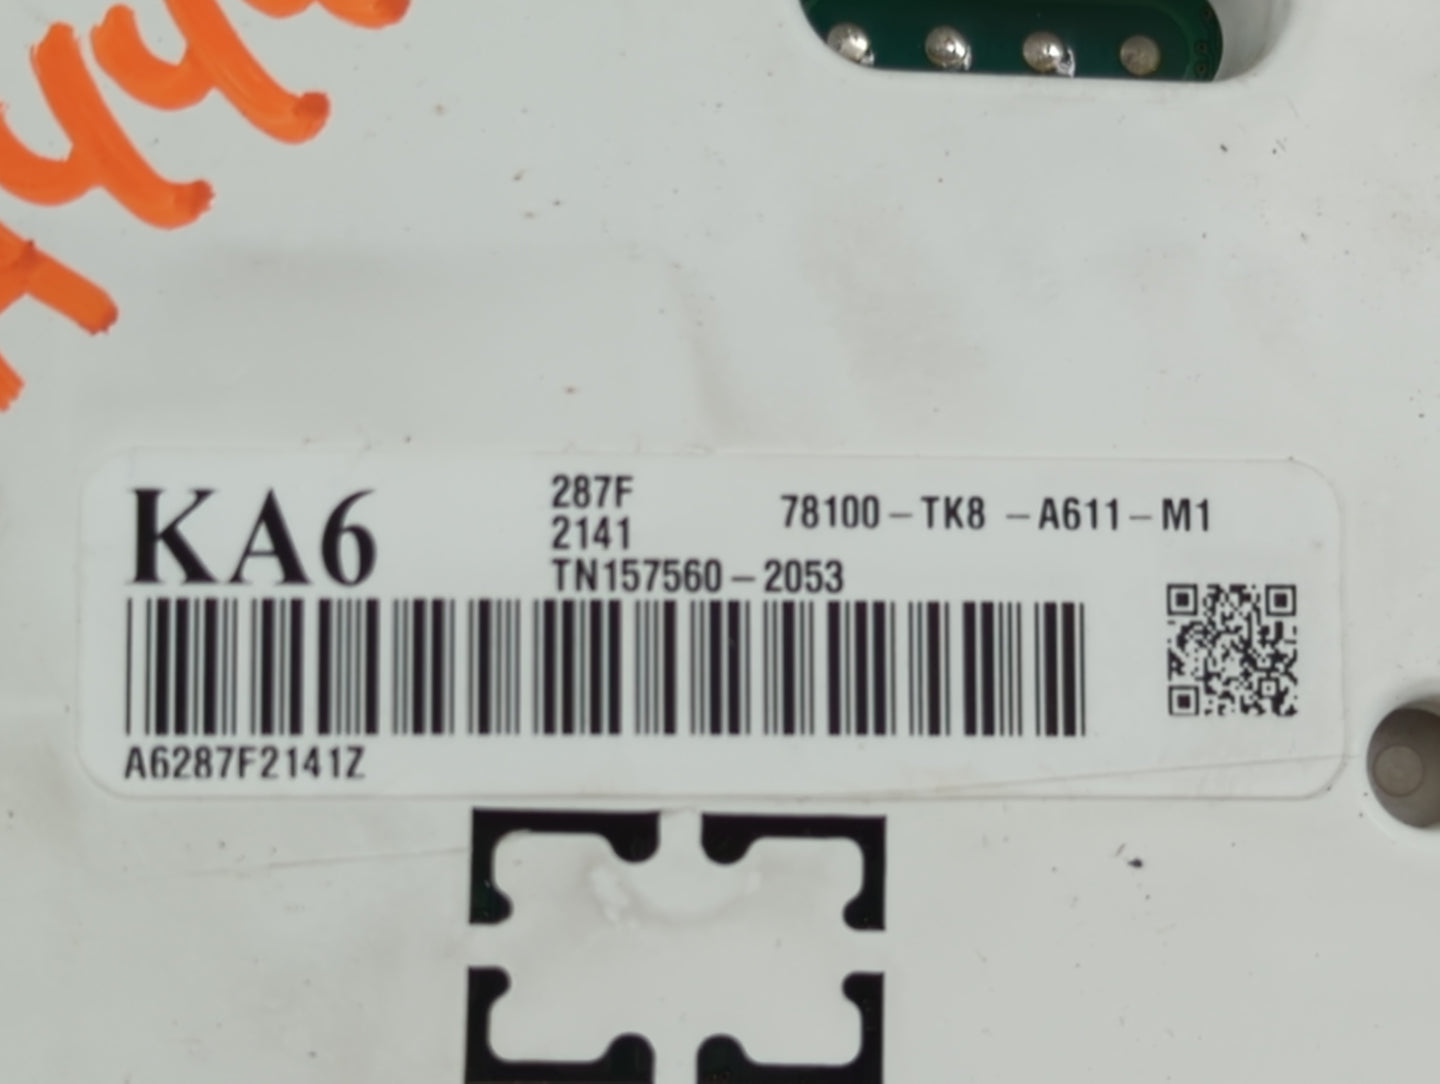 KA6
287F
2141
TN157560-2053
78100-TK8-A611-M1
A6287F2141Z